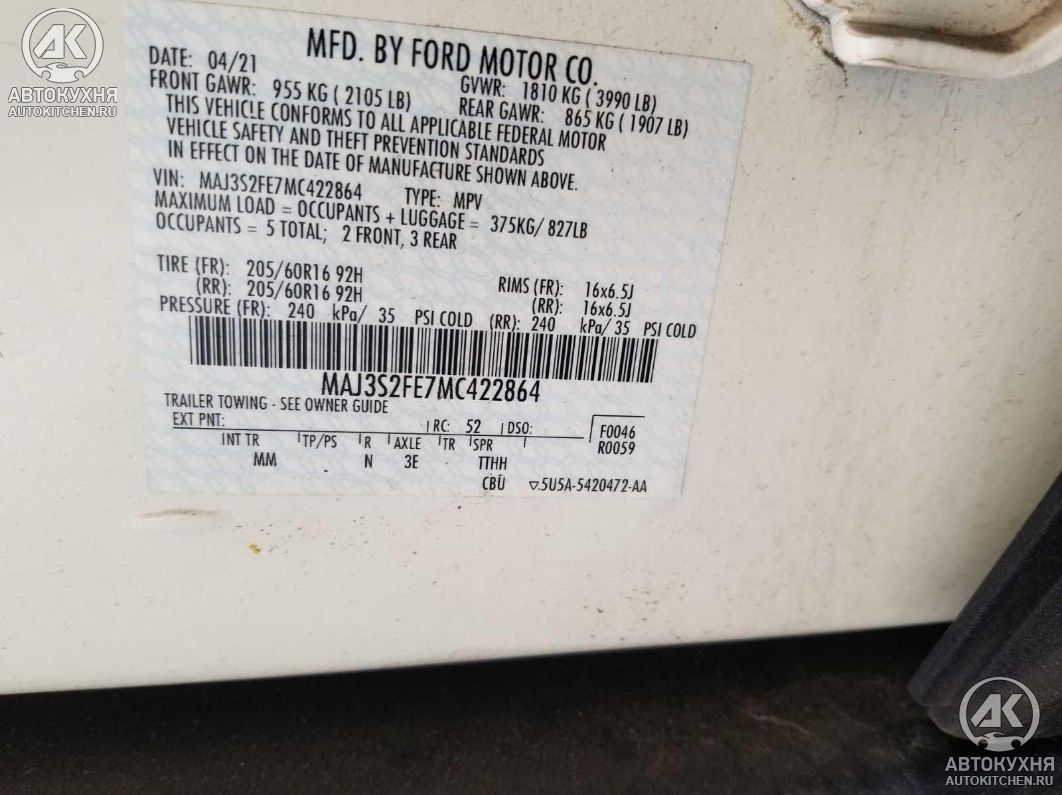 АК
АВТОКУХНЯ
AUTOKITCHEN.RU
MFD. BY FORD MOTOR CO.
DATE: 04/21 GVWR: 1810 KG ( 3990 LB)
FRONT GAWR: 955 KG ( 2105 LB) REAR GAWR: 865 KG ( 1907 LB)
THIS VEHICLE CONFORMS TO ALL APPLICABLE FEDERAL MOTOR
VEHICLE SAFETY AND THEFT PREVENTION STANDARDS
IN EFFECT ON THE DATE OF MANUFACTURE SHOWN ABOVE.
VIN: MAJ3S2FE7MC422864 TYPE: MPV
MAXIMUM LOAD = OCCUPANTS + LUGGAGE = 375KG/ 827LB
OCCUPANTS = 5 TOTAL; 2 FRONT, 3 REAR
TIRE (FR): 205/60R16 92H RIMS (FR): 16x6.5J
(RR): 205/60R16 92H (RR): 16x6.5J
PRESSURE (FR): 240 kPa/ 35 PSI COLD (RR): 240 kPa/ 35 PSI COLD
MAJ3S2FE7MC422864
TRAILER TOWING - SEE OWNER GUIDE
EXT PNT: RC: 52 DSO: F0046
R0059
INT TR TP/PS R AXLE TR SPR
MM N 3E TTHH
CBU ▽.5U5A-5420472-AA
АК
АВТОКУХНЯ
AUTOKITCHEN.RU